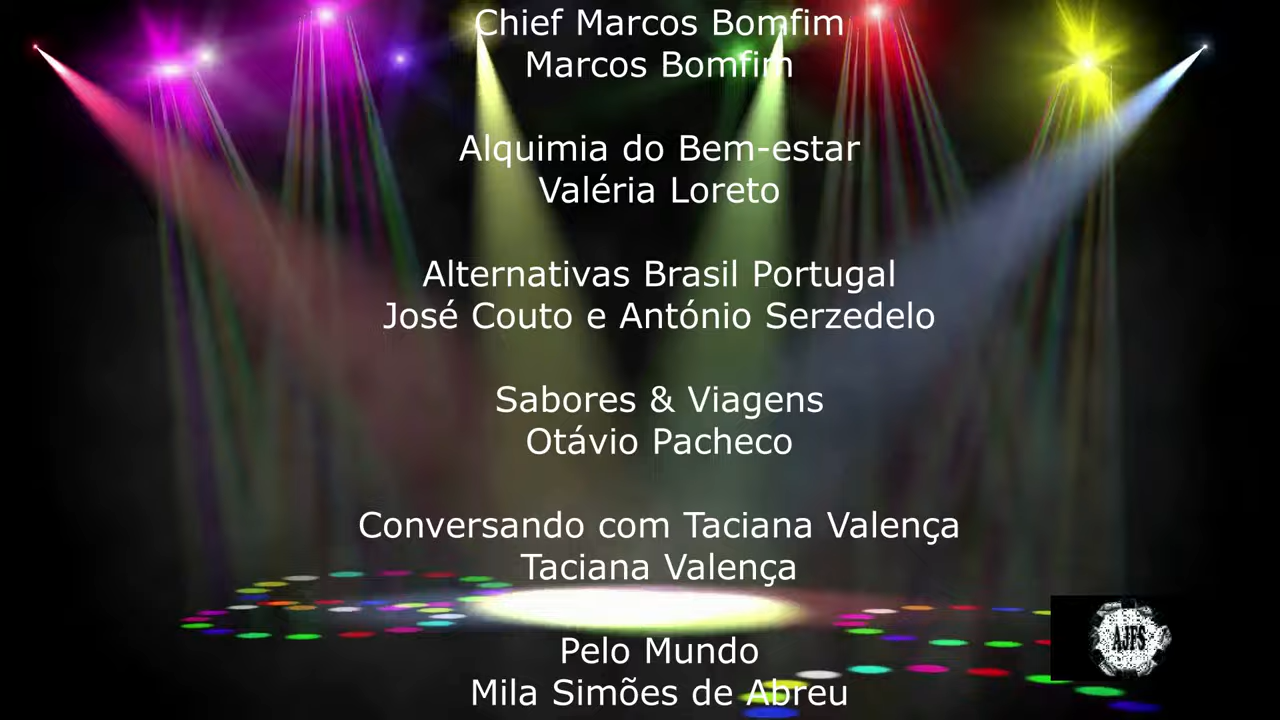 Chief Marcos Bomfim
Marcos Bomfim
Alquimia do Bem-estar
Valéria Loreto
Alternativas Brasil Portugal
José Couto e António Serzedelo
Sabores & Viagens
Otávio Pacheco
Conversando com Taciana Valença
Taciana Valença
Pelo Mundo
Mila Simões de Abreu
AJFS